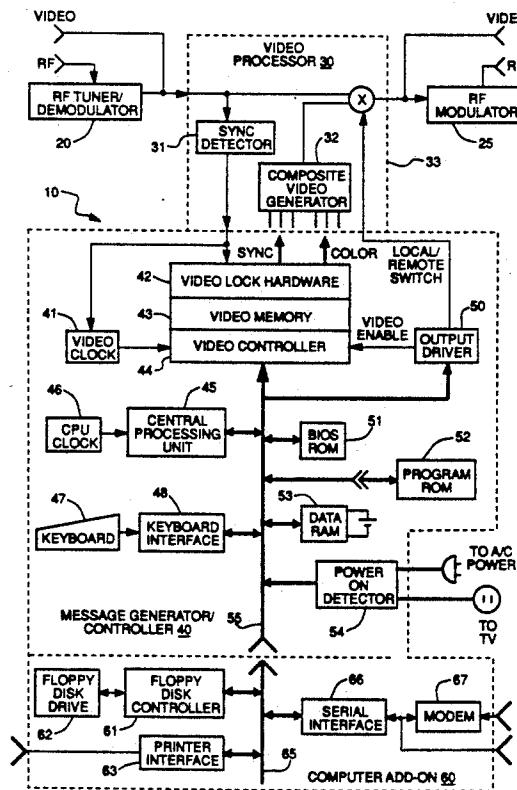 VIDEO
VIDEO
PROCESSOR 30
VIDE
RF
R
RF TUNER/
DEMODULATOR
20
X
RF
MODULATOR
25
31
SYNC
DETECTOR
32
33
COMPOSITE
VIDEO
GENERATOR
10
SYNC
COLOR
LOCAL/
REMOTE
SWITCH
42
VIDEO LOCK HARDWARE
43
VIDEO MEMORY
41
VIDEO
CLOCK
VIDEO CONTROLLER
44
VIDEO
ENABLE
50
OUTPUT
DRIVER
46
CPU
CLOCK
45
CENTRAL
PROCESSING
UNIT
51
BIOS
ROM
52
PROGRAM
ROM
47
KEYBOARD
48
KEYBOARD
INTERFACE
53
DATA
RAM
TO A/C
POWER
POWER
ON
DETECTOR
54
TO
TV
MESSAGE GENERATOR/
CONTROLLER 40
55
FLOPPY
DISK
DRIVE
62
FLOPPY
DISK
CONTROLLER
61
66
SERIAL
INTERFACE
67
MODEM
PRINTER
INTERFACE
63
65
COMPUTER ADD-ON 60